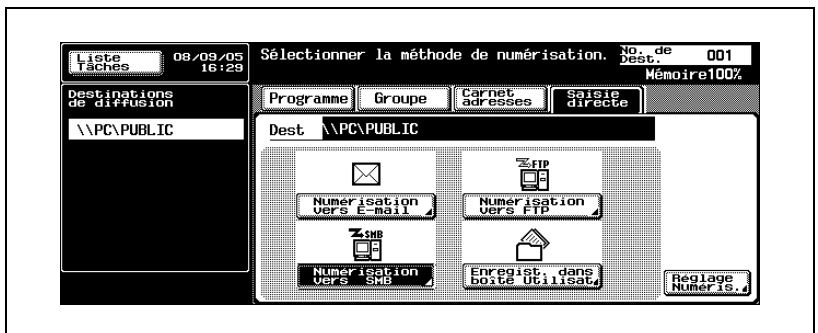 Liste
Tâches
08/09/05
16:29
Sélectionner la méthode de numérisation.
No. de
Dest.
001
Mémoire100%
Destinations
de diffusion
\\PC\PUBLIC
Programme
Groupe
Carnet
adresses
Saisie
directe
Dest \\PC\PUBLIC
Numérisation
vers E-mail
FTP
Numérisation
vers FTP
SMB
Numérisation
vers SMB
Enregist. dans
boîte Utilisat.
Réglage
Numéris.